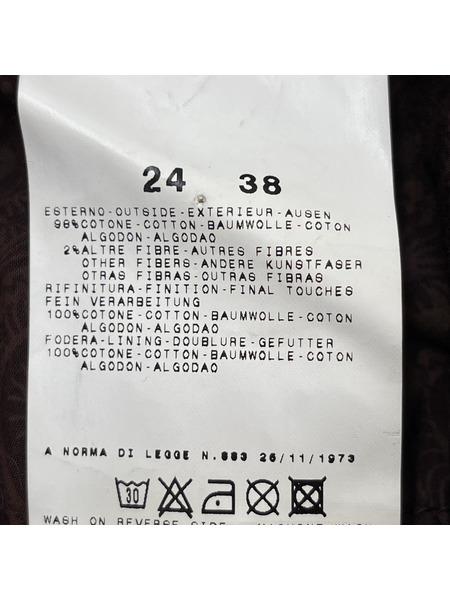 24 38
ESTERNO-OUTSIDE-EXTERIEUR-AUSEN
98%COTONE-COTTON-BAUMWOLLE-COTON
ALGODON-ALGODAO
2%ALTRE FIBRE-AUTRES FIBRES
OTHER FIBERS-ANDERE KUNSTFASER
OTRAS FIBRAS-OUTRAS FIBRAS
RIFINITURA-FINITION-FINAL TOUCHES
FEIN VERARBEITUNG
100%COTONE-COTTON-BAUMWOLLE-COTON
ALGODON-ALGODAO
FODERA-LINING-DOUBLURE-GEFUTTER
100%COTONE-COTTON-BAUMWOLLE-COTON
ALGODON-ALGODAO
A NORMA DI LEGGE N.883 26/11/1973
30
WASH ON REVERSE SIDE